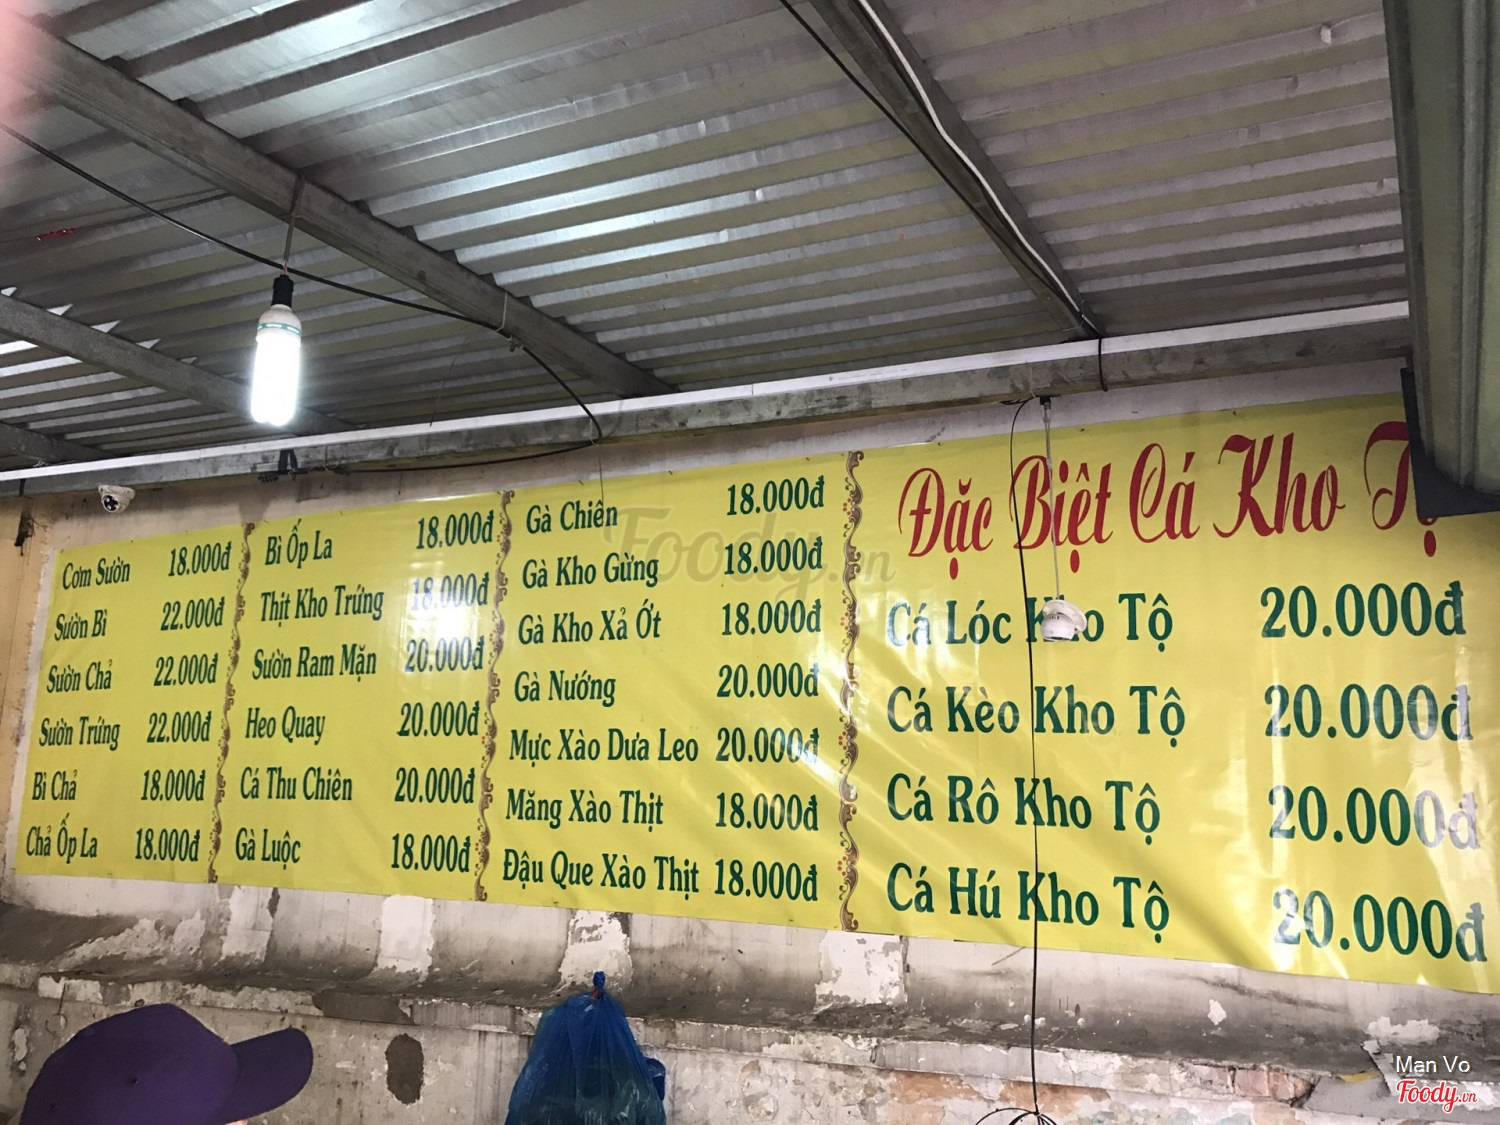 Cơm Sườn 18.000đ
Sườn Bì 22.000đ
Sườn Chả 22.000đ
Sườn Trứng 22.000đ
Bì Chả 18.000đ
Chả Ốp La 18.000đ
Bì Ốp La 18.000đ
Thịt Kho Trứng 18.000đ
Sườn Ram Mặn 20.000đ
Heo Quay 20.000đ
Cá Thu Chiên 20.000đ
Gà Luộc 18.000đ
Gà Chiên 18.000đ
Gà Kho Gừng 18.000đ
Gà Kho Xả Ớt 18.000đ
Gà Nướng 20.000đ
Mực Xào Dưa Leo 20.000đ
Măng Xào Thịt 18.000đ
Đậu Que Xào Thịt 18.000đ
Đặc Biệt Cá Kho Tộ
Cá Lóc Kho Tộ 20.000đ
Cá Kèo Kho Tộ 20.000đ
Cá Rô Kho Tộ 20.000đ
Cá Hú Kho Tộ 20.000đ
Foody.vn
Man Vo
Foody.vn